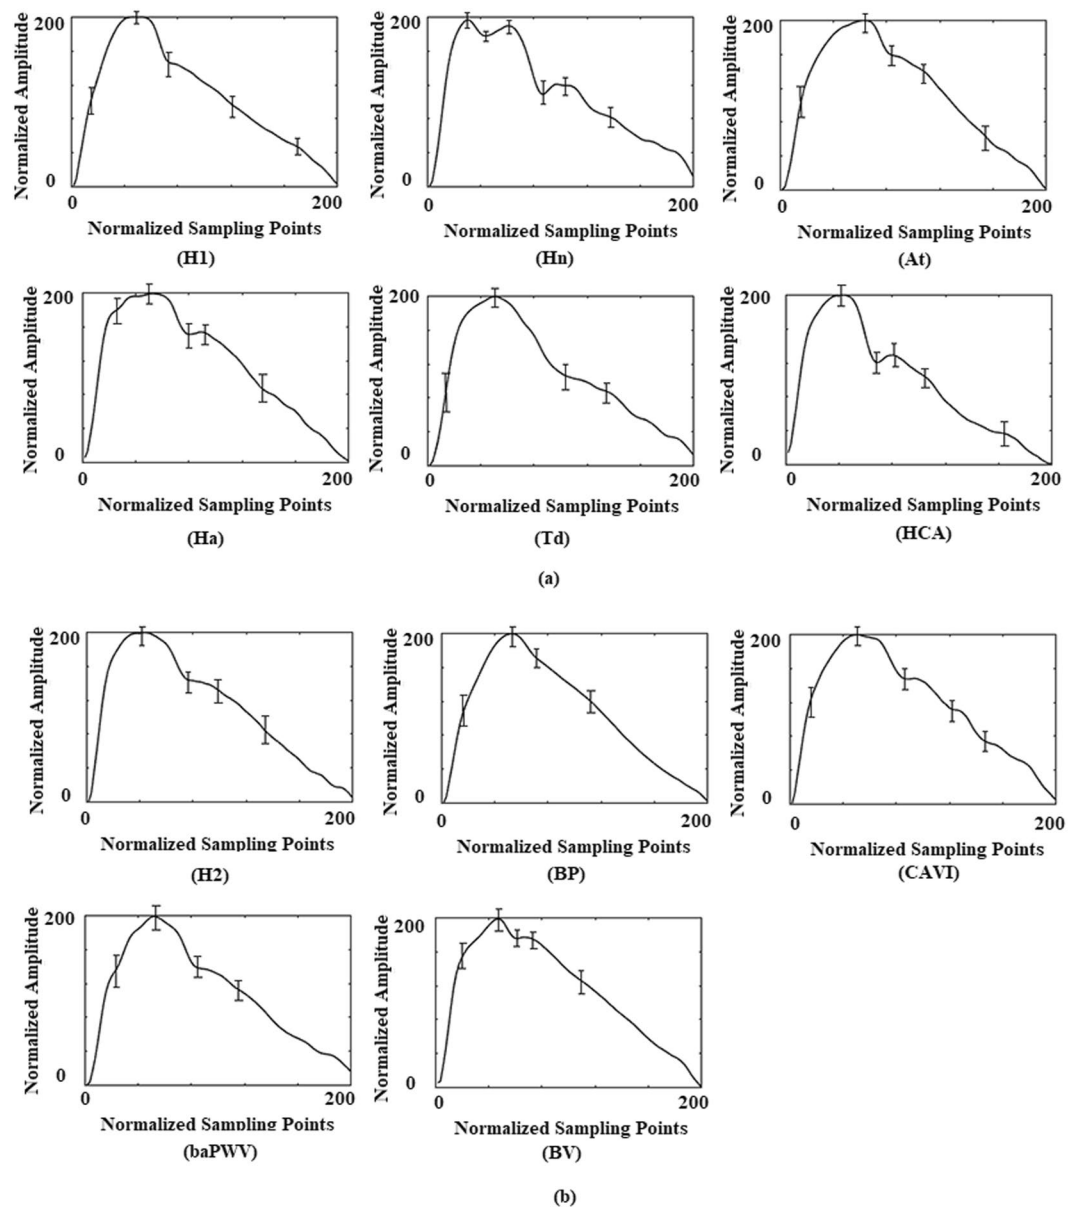 Normalized Amplitude
200
0
0
200
Normalized Sampling Points
(H1)
Normalized Amplitude
200
0
0
200
Normalized Sampling Points
(Hn)
Normalized Amplitude
200
0
0
200
Normalized Sampling Points
(At)
Normalized Amplitude
200
0
0
200
Normalized Sampling Points
(Ha)
Normalized Amplitude
200
0
0
200
Normalized Sampling Points
(Td)
Normalized Amplitude
200
0
0
200
Normalized Sampling Points
(HCA)
(a)
Normalized Amplitude
200
0
0
200
Normalized Sampling Points
(H2)
Normalized Amplitude
200
0
0
200
Normalized Sampling Points
(BP)
Normalized Amplitude
200
0
0
200
Normalized Sampling Points
(CAVI)
Normalized Amplitude
200
0
0
200
Normalized Sampling Points
(baPWV)
Normalized Amplitude
200
0
0
200
Normalized Sampling Points
(BV)
(b)